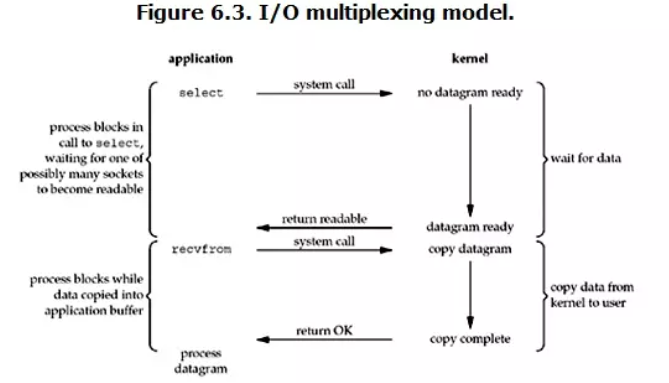 Figure 6.3. I/O multiplexing model.
application
kernel
select
system call
no datagram ready
process blocks in
call to select,
waiting for one of
possibly many sockets
to become readable
wait for data
return readable
datagram ready
recvfrom
system call
copy datagram
process blocks while
data copied into
application buffer
copy data from
kernel to user
return OK
copy complete
process
datagram